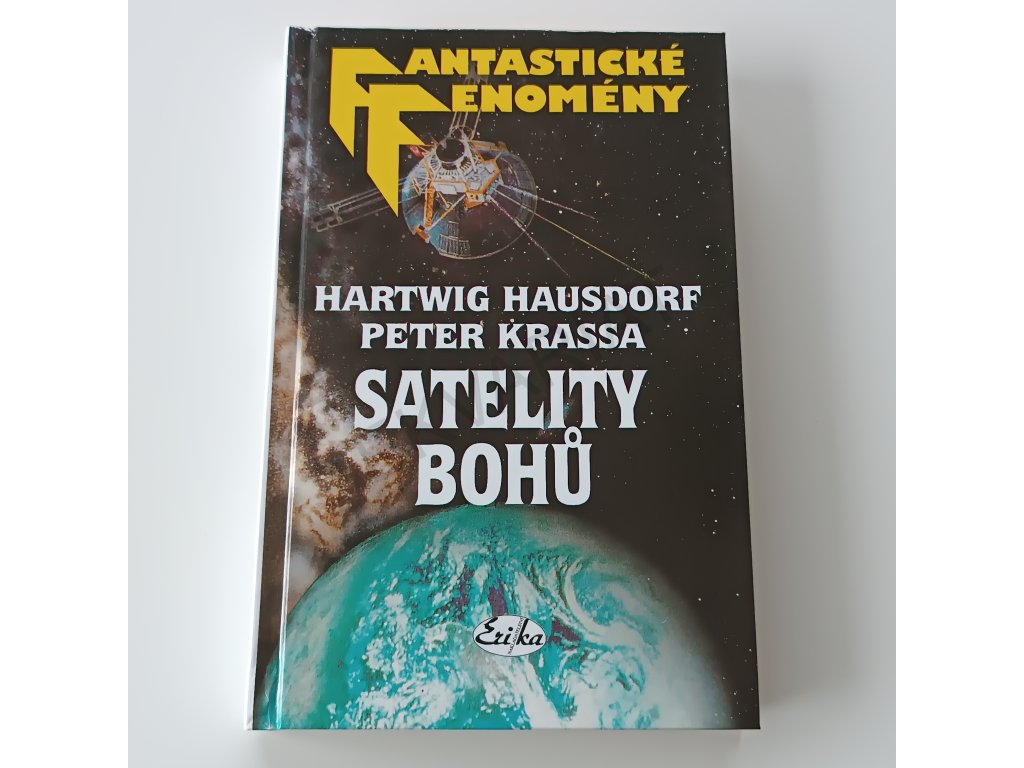 FANTASTICKÉ
FENOMÉNY
HARTWIG HAUSDORF
PETER KRASSA
SATELITY
BOHŮ
Erika